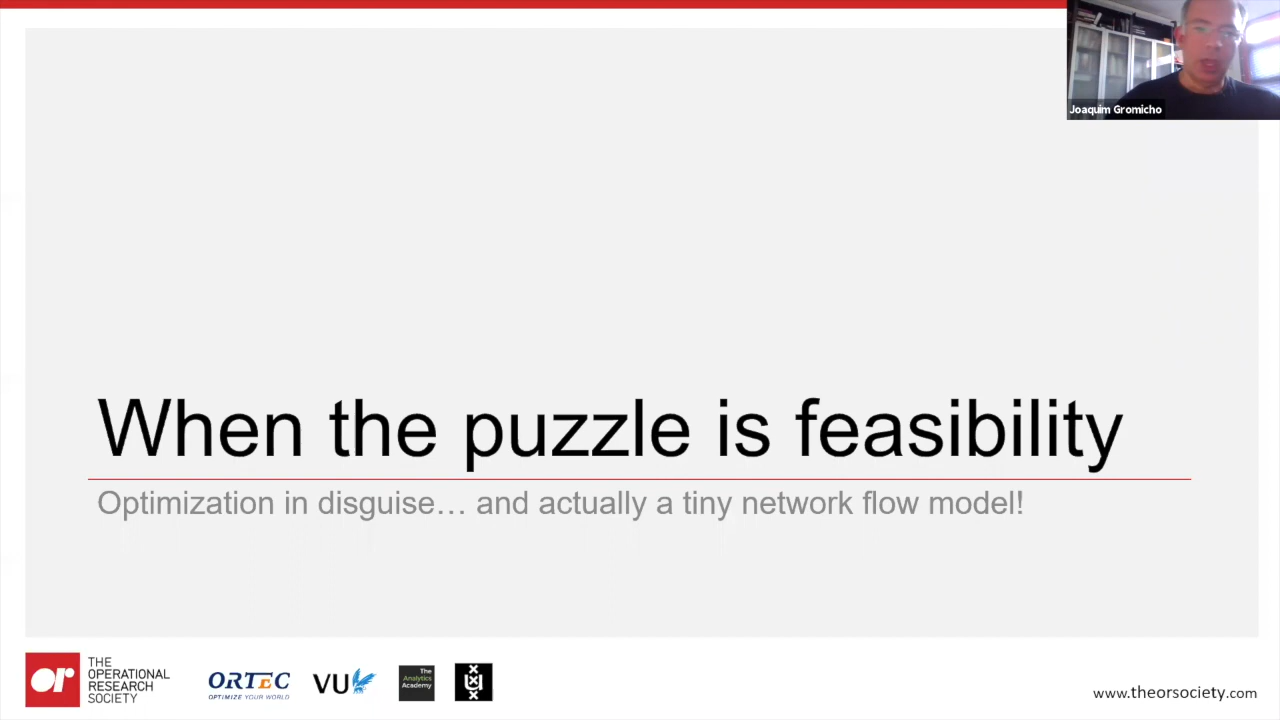 Joaquim Gromicho
When the puzzle is feasibility
Optimization in disguise… and actually a tiny network flow model!
or
THE
OPERATIONAL
RESEARCH
SOCIETY
ORTEC
OPTIMIZE YOUR WORLD
VU
The
Analytics
Academy
www.theorsociety.com